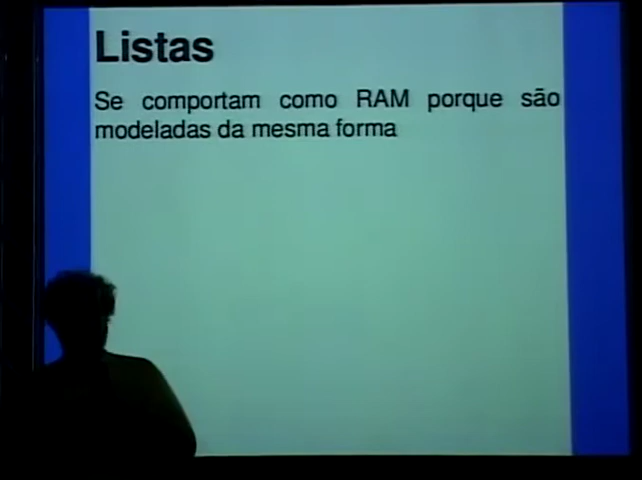 Listas
Se comportam como RAM porque são
modeladas da mesma forma